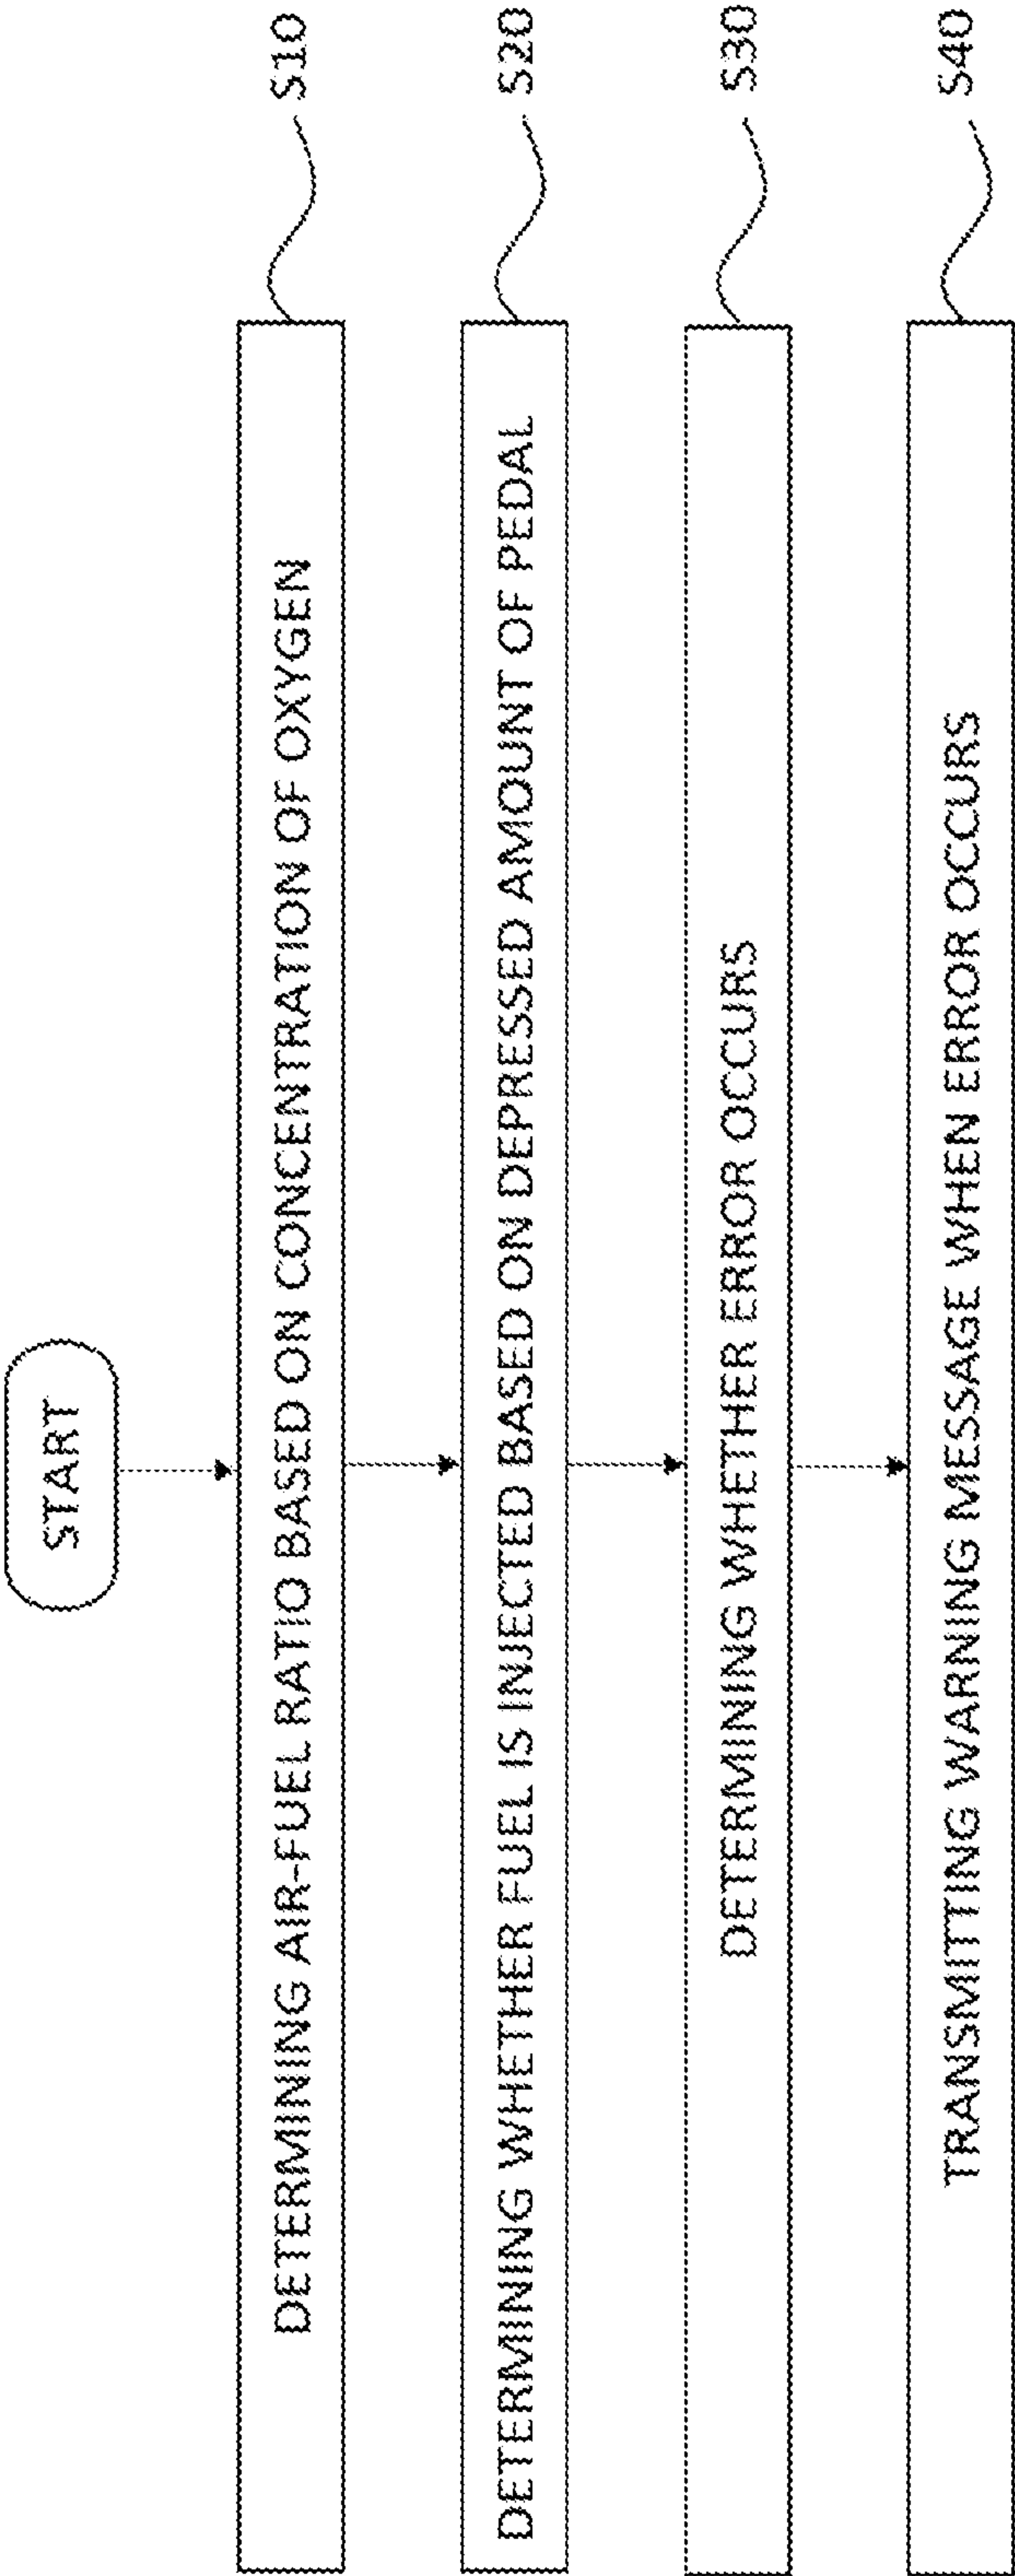 START
DETERMINING AIR-FUEL RATIO BASED ON CONCENTRATION OF OXYGEN
S10
DETERMINING WHETHER FUEL IS INJECTED BASED ON DEPRESSED AMOUNT OF PEDAL
S20
DETERMINING WHETHER ERROR OCCURS
S30
TRANSMITTING WARNING MESSAGE WHEN ERROR OCCURS
S40